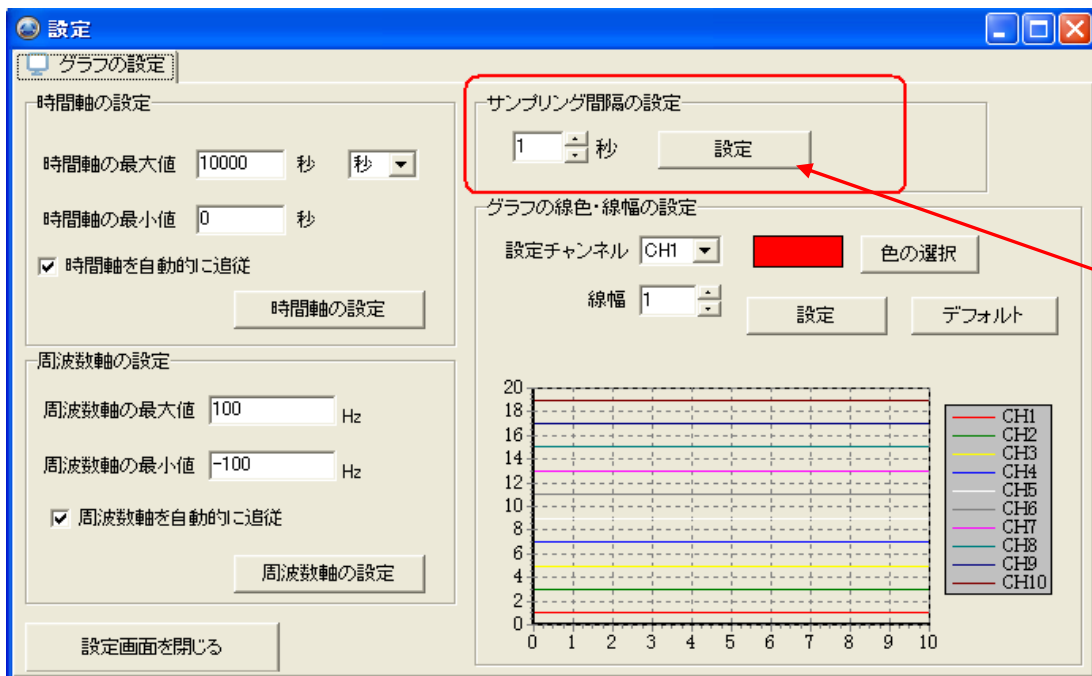 設定
グラフの設定
時間軸の設定
時間軸の最大値 10000 秒 秒
時間軸の最小値 0 秒
時間軸を自動的に追従
時間軸の設定
周波数軸の設定
周波数軸の最大値 100 Hz
周波数軸の最小値 -100 Hz
周波数軸を自動的に追従
周波数軸の設定
設定画面を閉じる
サンプリング間隔の設定
1 秒 設定
グラフの線色・線幅の設定
設定チャンネル CH1 色の選択
線幅 1 設定 デフォルト
20
18
16
14
12
10
8
6
4
2
0
0 1 2 3 4 5 6 7 8 9 10
CH1
CH2
CH3
CH4
CH5
CH6
CH7
CH8
CH9
CH10